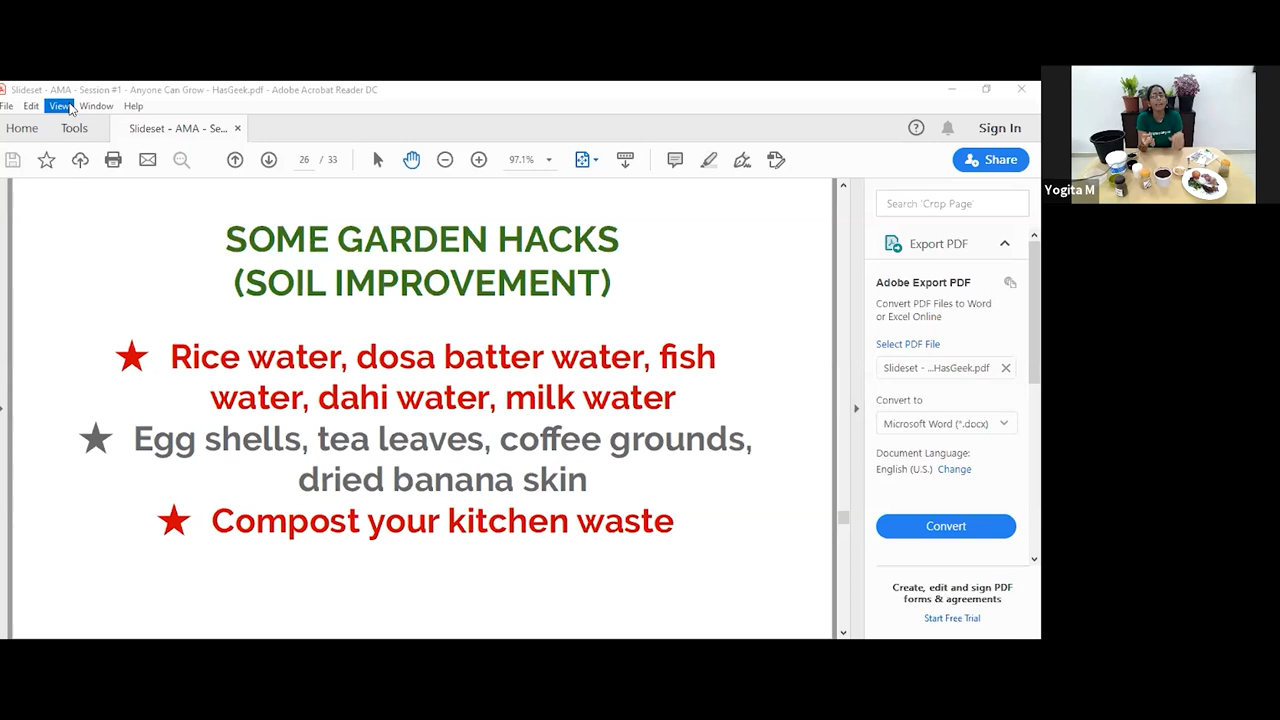 Slideset - AMA - Session #1 - Anyone Can Grow - HasGeek.pdf - Adobe Acrobat Reader DC
File Edit View Window Help
Home Tools Slideset - AMA - Se... × Sign In
26 / 33 97.1% Share
SOME GARDEN HACKS
(SOIL IMPROVEMENT)
★ Rice water, dosa batter water, fish
water, dahi water, milk water
★ Egg shells, tea leaves, coffee grounds,
dried banana skin
★ Compost your kitchen waste
Search 'Crop Page'
Export PDF
Adobe Export PDF
Convert PDF Files to Word
or Excel Online
Select PDF File
Slideset - ...HasGeek.pdf
Convert to
Microsoft Word (*.docx)
Document Language:
English (U.S.) Change
Convert
Create, edit and sign PDF
forms & agreements
Start Free Trial
Yogita M